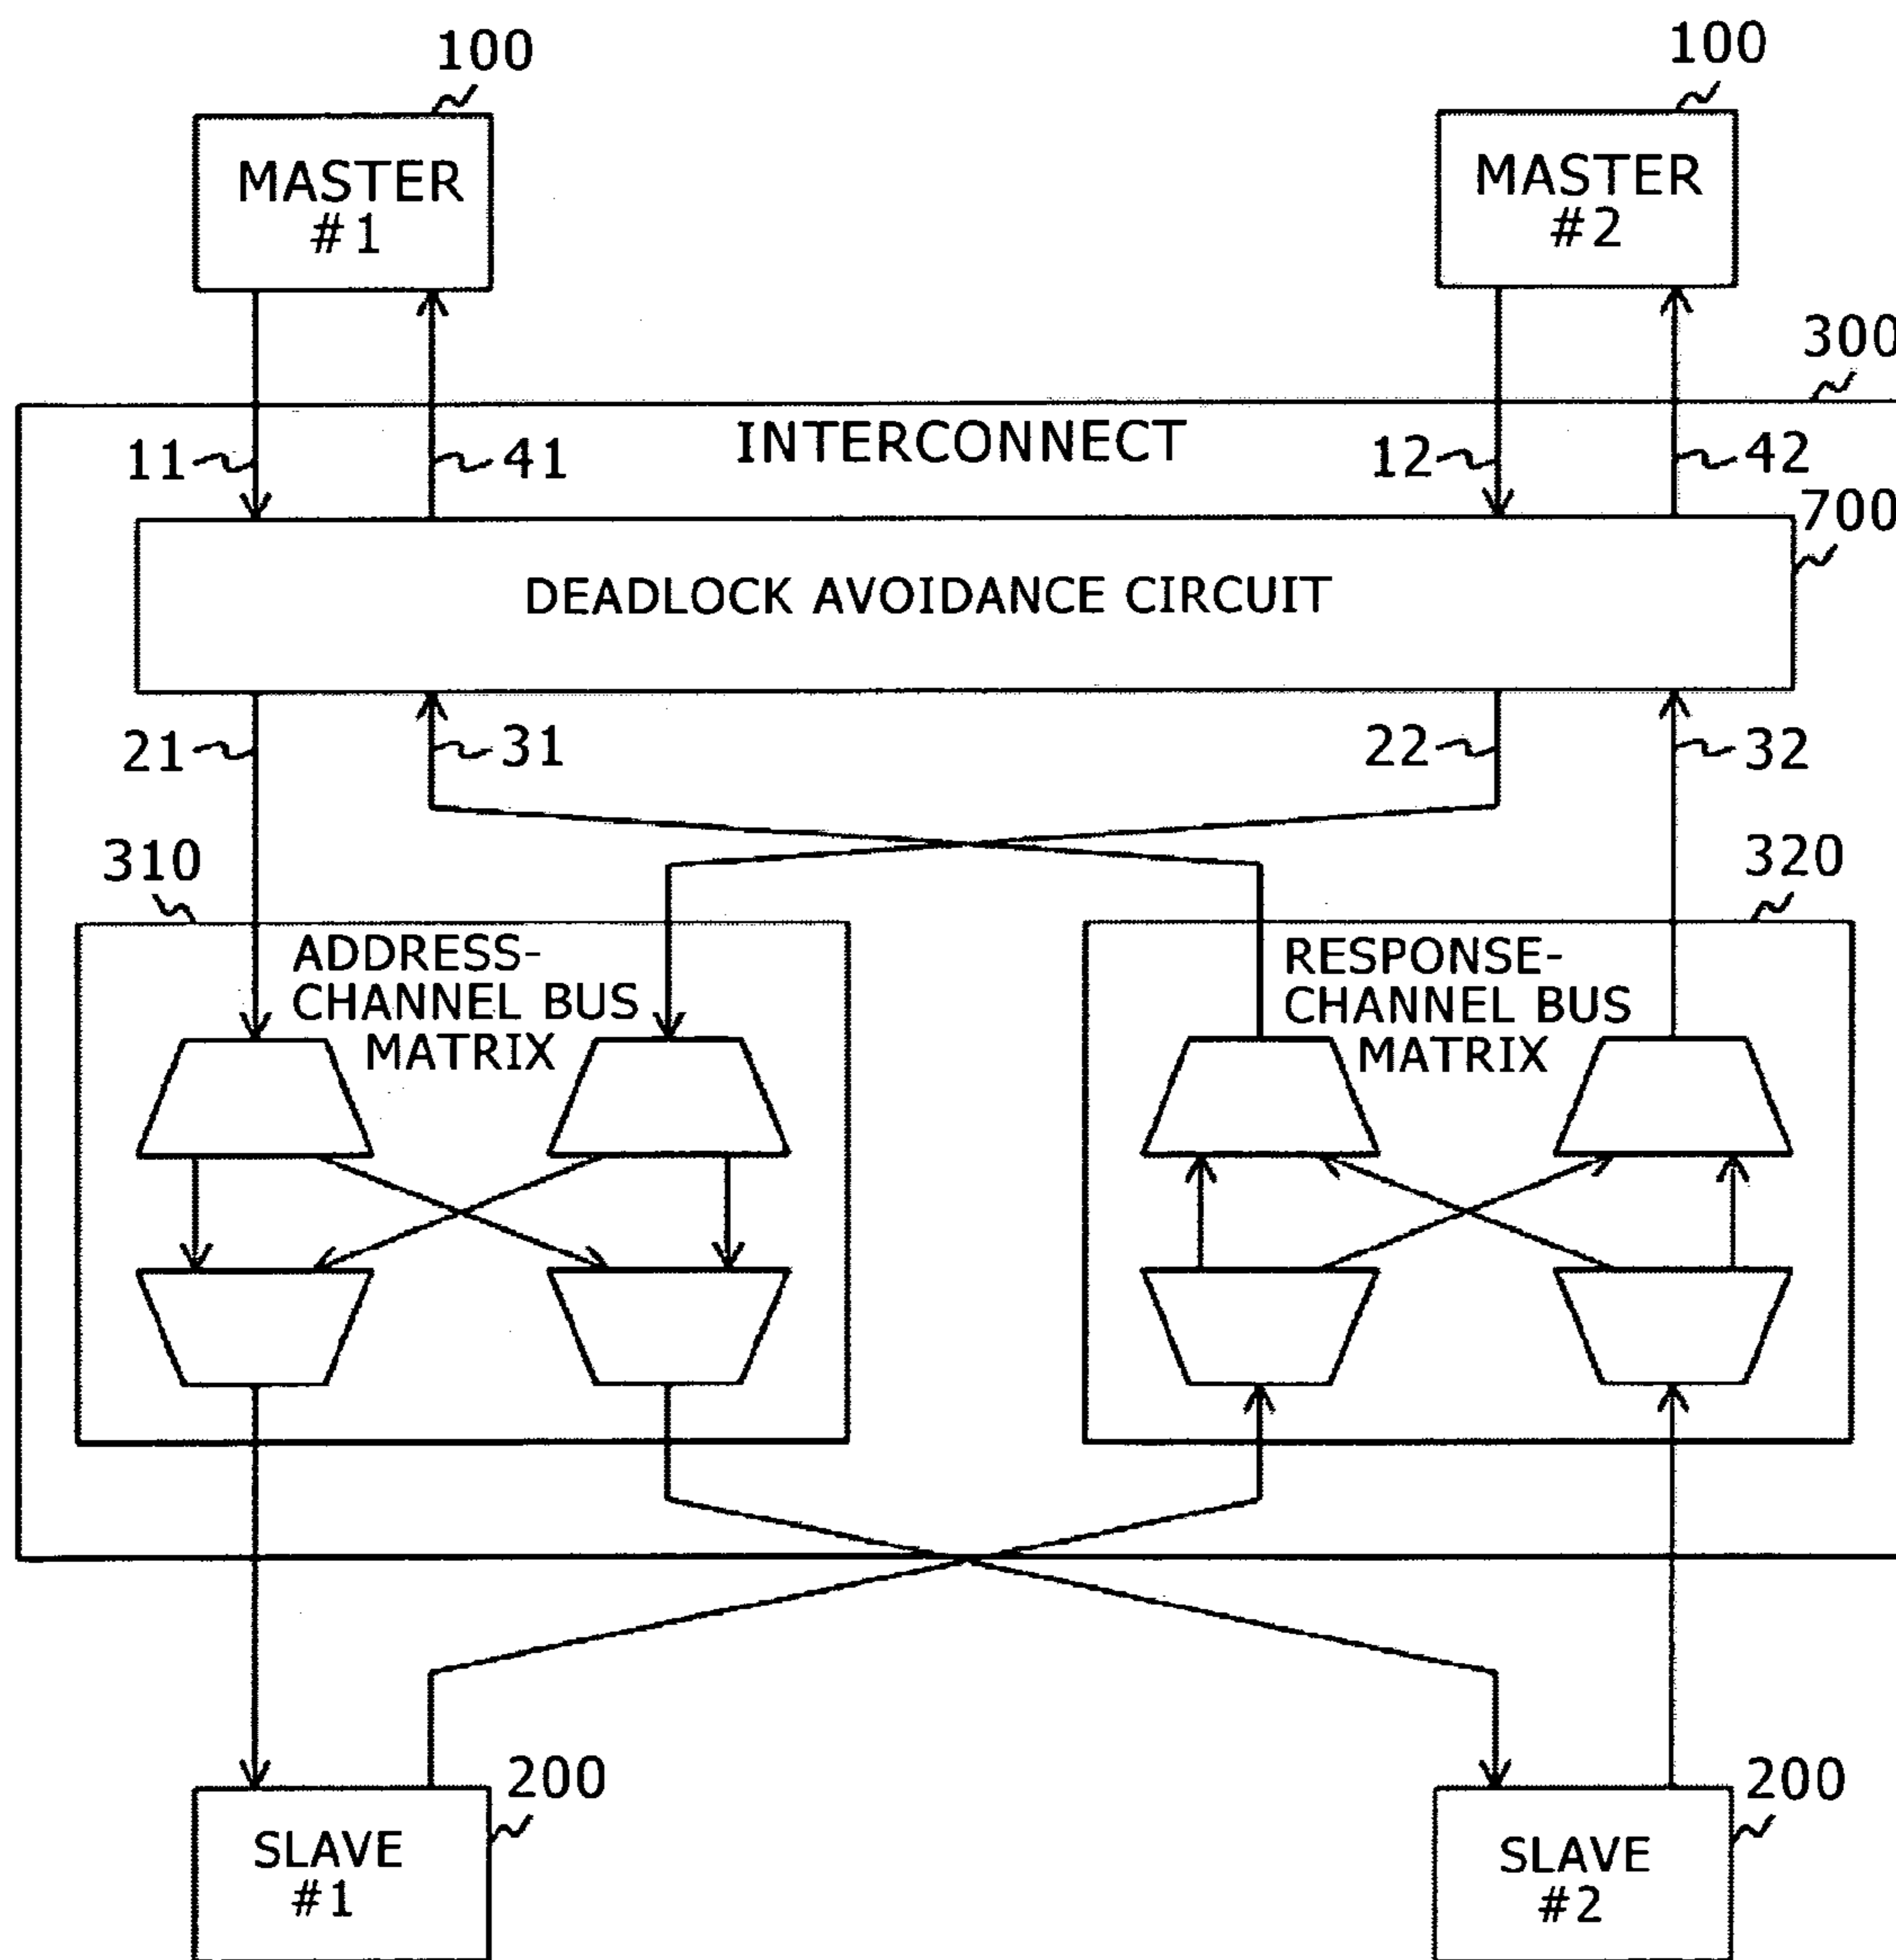 100
100
MASTER
#1
MASTER
#2
300
INTERCONNECT
11
41
12
42
700
DEADLOCK AVOIDANCE CIRCUIT
21
31
22
32
310
320
ADDRESS-
CHANNEL BUS
MATRIX
RESPONSE-
CHANNEL BUS
MATRIX
200
200
SLAVE
#1
SLAVE
#2